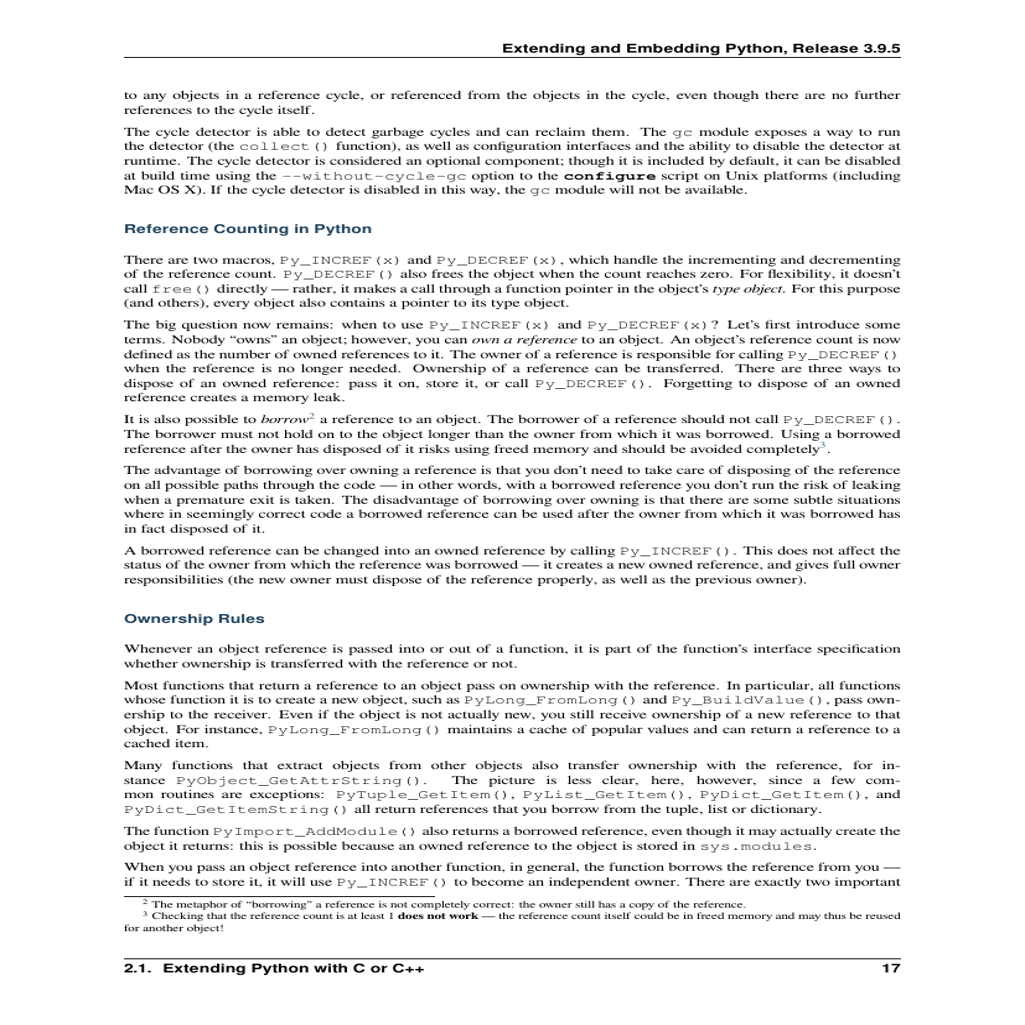 Extending and Embedding Python, Release 3.9.5
to any objects in a reference cycle, or referenced from the objects in the cycle, even though there are no further
references to the cycle itself.
The cycle detector is able to detect garbage cycles and can reclaim them. The gc module exposes a way to run
the detector (the collect() function), as well as configuration interfaces and the ability to disable the detector at
runtime. The cycle detector is considered an optional component; though it is included by default, it can be disabled
at build time using the --without-cycle-gc option to the configure script on Unix platforms (including
Mac OS X). If the cycle detector is disabled in this way, the gc module will not be available.
Reference Counting in Python
There are two macros, Py_INCREF(x) and Py_DECREF(x), which handle the incrementing and decrementing
of the reference count. Py_DECREF() also frees the object when the count reaches zero. For flexibility, it doesn't
call free() directly — rather, it makes a call through a function pointer in the object's type object. For this purpose
(and others), every object also contains a pointer to its type object.
The big question now remains: when to use Py_INCREF(x) and Py_DECREF(x)? Let's first introduce some
terms. Nobody “owns” an object; however, you can own a reference to an object. An object's reference count is now
defined as the number of owned references to it. The owner of a reference is responsible for calling Py_DECREF()
when the reference is no longer needed. Ownership of a reference can be transferred. There are three ways to
dispose of an owned reference: pass it on, store it, or call Py_DECREF(). Forgetting to dispose of an owned
reference creates a memory leak.
It is also possible to borrow2 a reference to an object. The borrower of a reference should not call Py_DECREF().
The borrower must not hold on to the object longer than the owner from which it was borrowed. Using a borrowed
reference after the owner has disposed of it risks using freed memory and should be avoided completely3.
The advantage of borrowing over owning a reference is that you don't need to take care of disposing of the reference
on all possible paths through the code — in other words, with a borrowed reference you don't run the risk of leaking
when a premature exit is taken. The disadvantage of borrowing over owning is that there are some subtle situations
where in seemingly correct code a borrowed reference can be used after the owner from which it was borrowed has
in fact disposed of it.
A borrowed reference can be changed into an owned reference by calling Py_INCREF(). This does not affect the
status of the owner from which the reference was borrowed — it creates a new owned reference, and gives full owner
responsibilities (the new owner must dispose of the reference properly, as well as the previous owner).
Ownership Rules
Whenever an object reference is passed into or out of a function, it is part of the function's interface specification
whether ownership is transferred with the reference or not.
Most functions that return a reference to an object pass on ownership with the reference. In particular, all functions
whose function it is to create a new object, such as PyLong_FromLong() and Py_BuildValue(), pass own-
ership to the receiver. Even if the object is not actually new, you still receive ownership of a new reference to that
object. For instance, PyLong_FromLong() maintains a cache of popular values and can return a reference to a
cached item.
Many functions that extract objects from other objects also transfer ownership with the reference, for in-
stance PyObject_GetAttrString(). The picture is less clear, here, however, since a few com-
mon routines are exceptions: PyTuple_GetItem(), PyList_GetItem(), PyDict_GetItem(), and
PyDict_GetItemString() all return references that you borrow from the tuple, list or dictionary.
The function PyImport_AddModule() also returns a borrowed reference, even though it may actually create the
object it returns: this is possible because an owned reference to the object is stored in sys.modules.
When you pass an object reference into another function, in general, the function borrows the reference from you —
if it needs to store it, it will use Py_INCREF() to become an independent owner. There are exactly two important
2 The metaphor of “borrowing” a reference is not completely correct: the owner still has a copy of the reference.
3 Checking that the reference count is at least 1 does not work — the reference count itself could be in freed memory and may thus be reused
for another object!
2.1. Extending Python with C or C++ 17